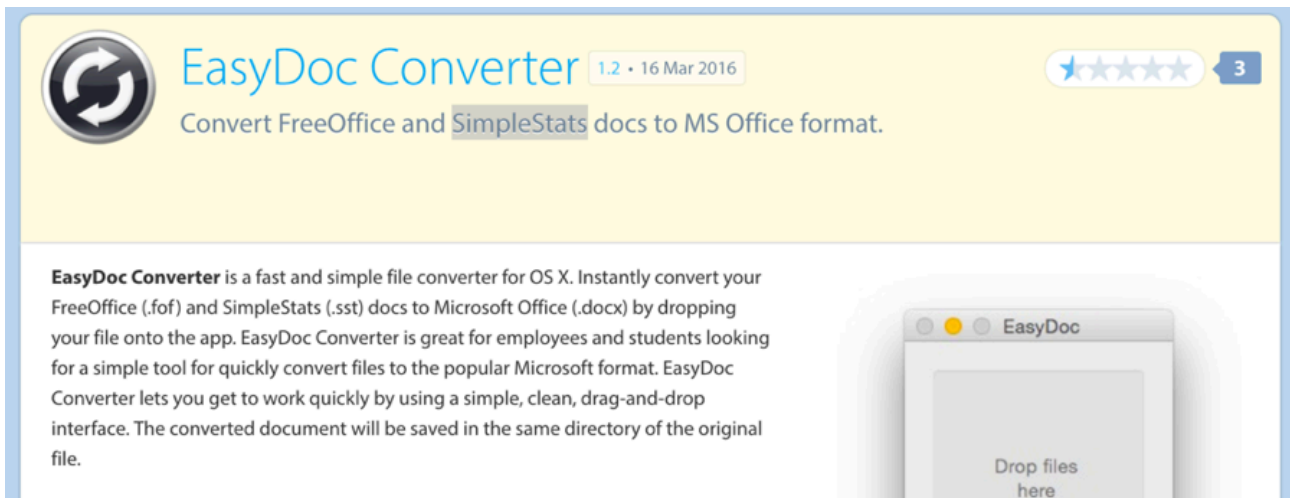 EasyDoc Converter 1.2 • 16 Mar 2016 3
Convert FreeOffice and SimpleStats docs to MS Office format.
EasyDoc Converter is a fast and simple file converter for OS X. Instantly convert your
FreeOffice (.fof) and SimpleStats (.sst) docs to Microsoft Office (.docx) by dropping
your file onto the app. EasyDoc Converter is great for employees and students looking
for a simple tool for quickly convert files to the popular Microsoft format. EasyDoc
Converter lets you get to work quickly by using a simple, clean, drag-and-drop
interface. The converted document will be saved in the same directory of the original
file.
EasyDoc
Drop files
here